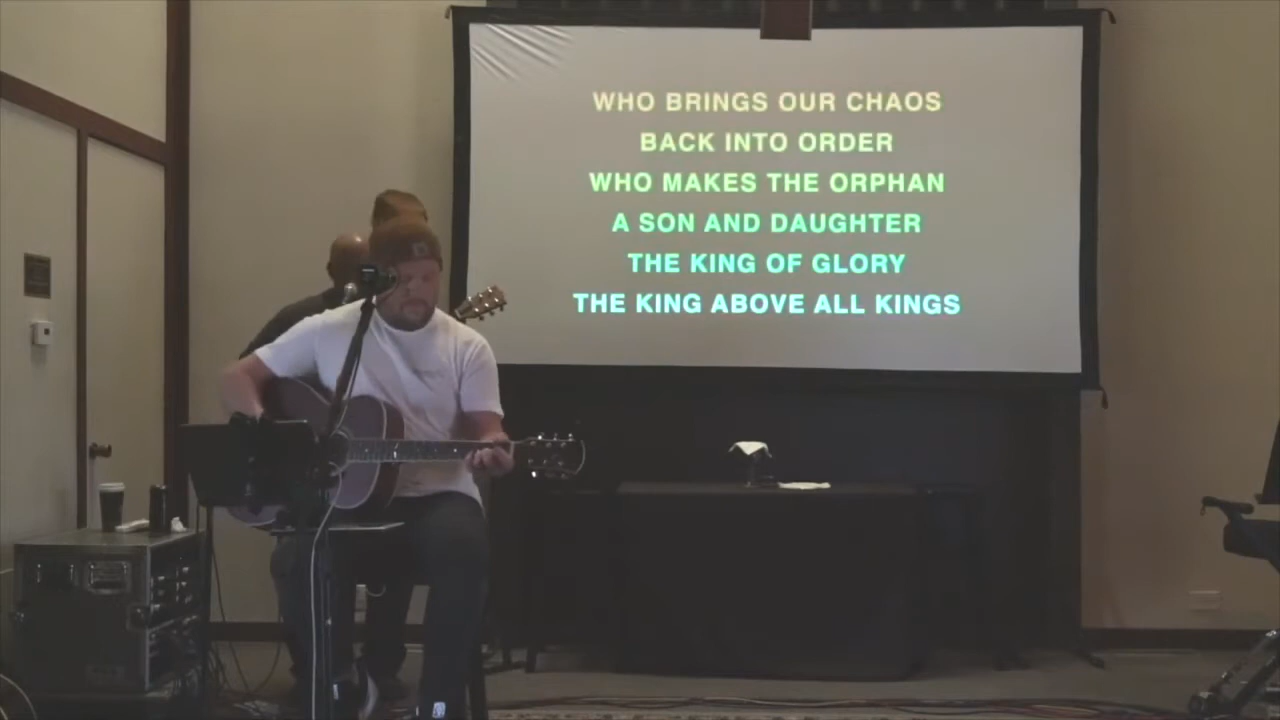 WHO BRINGS OUR CHAOS
BACK INTO ORDER
WHO MAKES THE ORPHAN
A SON AND DAUGHTER
THE KING OF GLORY
THE KING ABOVE ALL KINGS